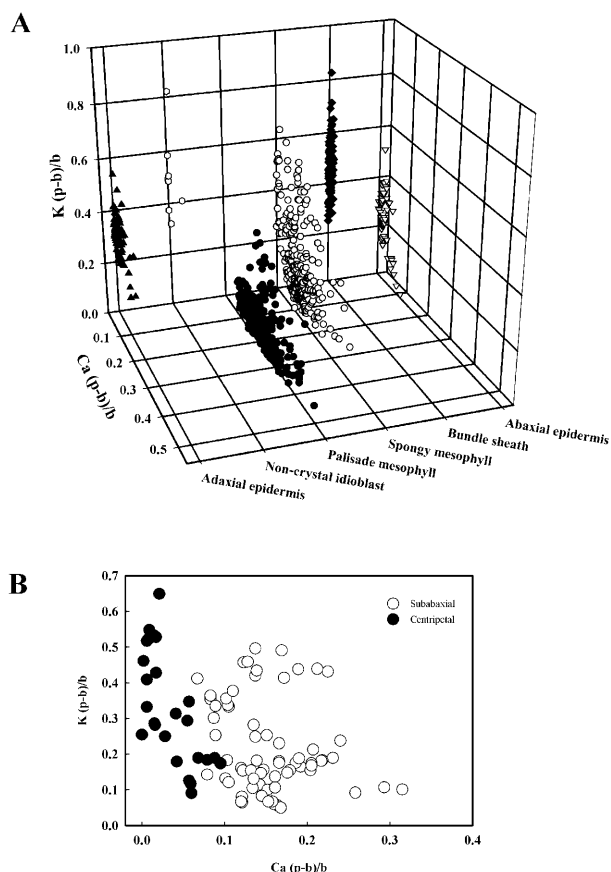 A
K (p-b)/b
1.0
0.8
0.6
0.4
0.2
0.0
0.1
0.2
0.3
0.4
0.5
Ca (p-b)/b
Adaxial epidermis
Non-crystal idioblast
Palisade mesophyll
Spongy mesophyll
Bundle sheath
Abaxial epidermis
B
K (p-b)/b
0.7
0.6
0.5
0.4
0.3
0.2
0.1
0.0
Subabaxial
Centripetal
0.0 0.1 0.2 0.3 0.4
Ca (p-b)/b